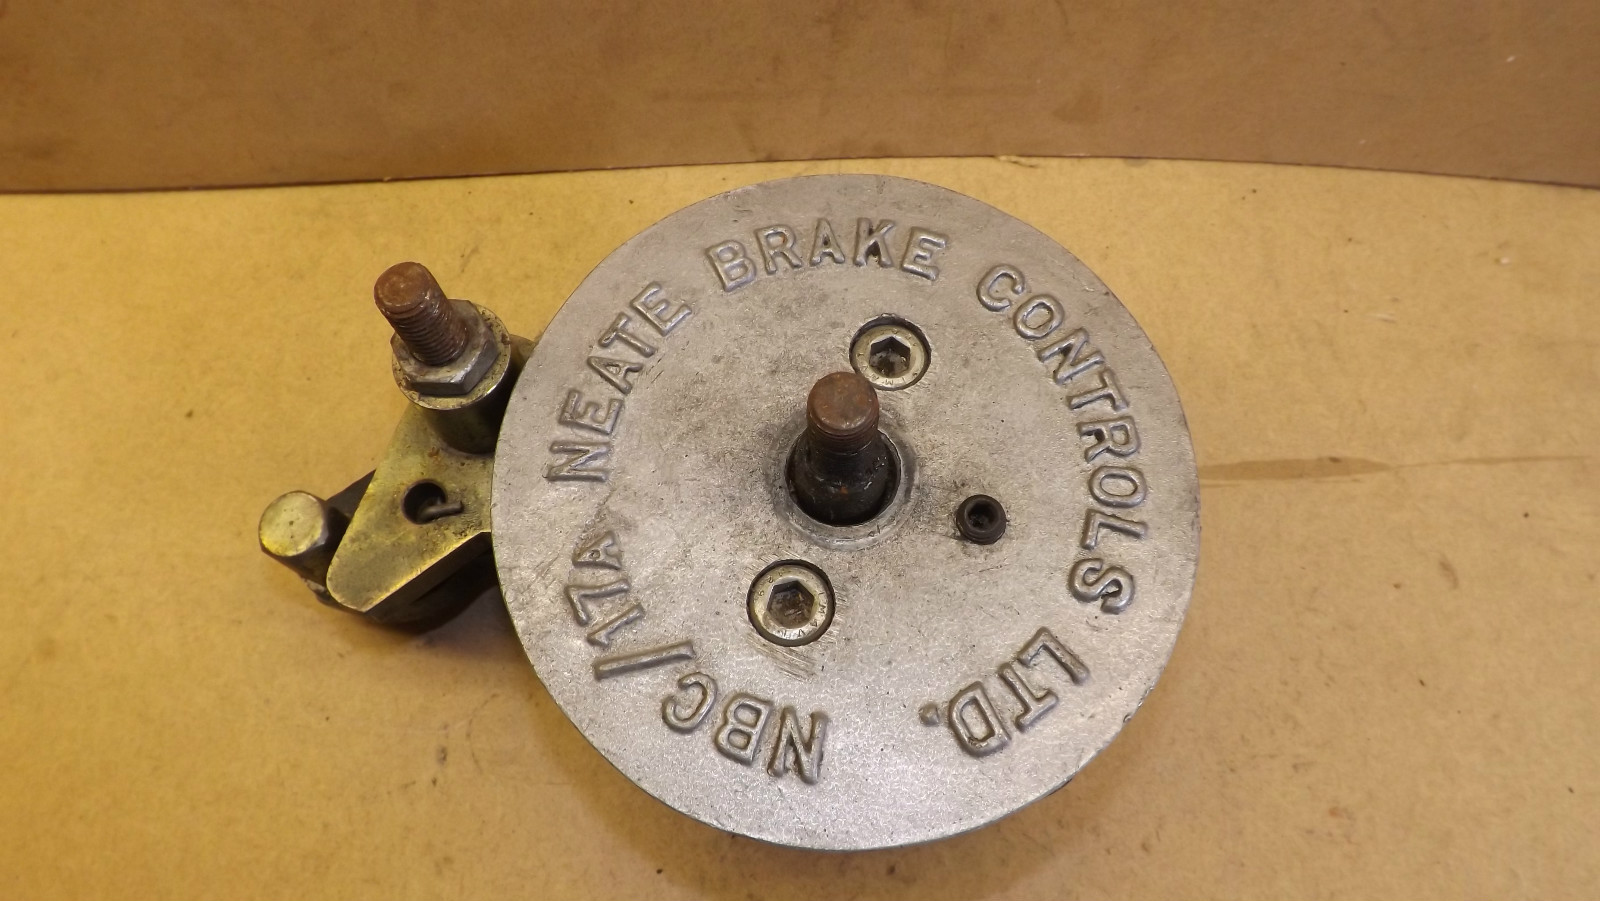 NBC/17A NEATE BRAKE CONTROLS LTD.